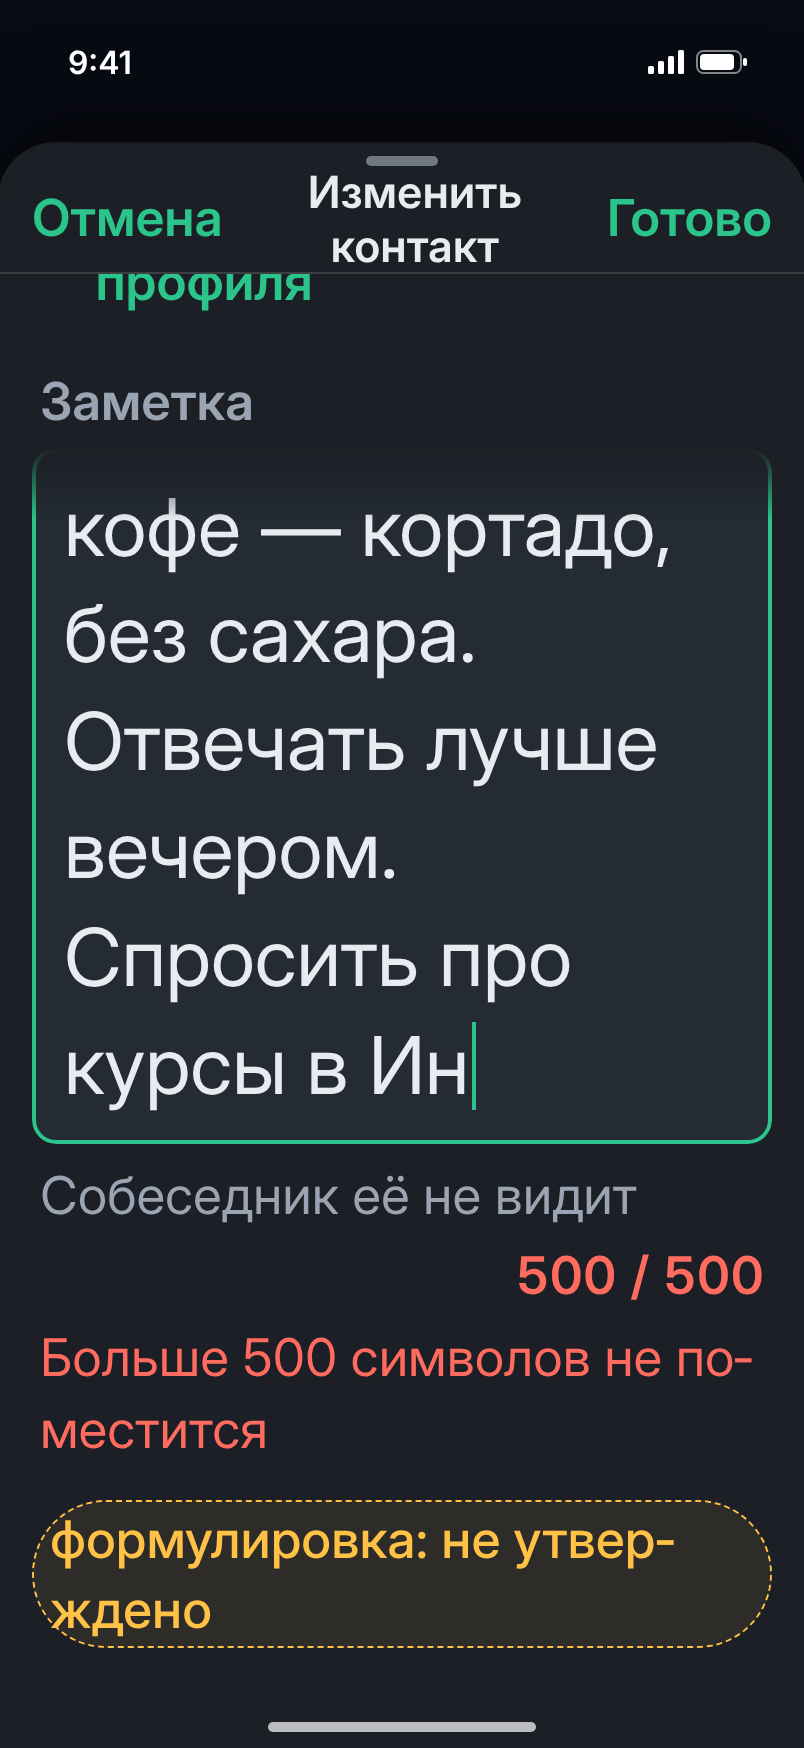 9:41
Отмена
Изменить
контакт
Готово
профиля
Заметка
кофе — кортадо,
без сахара.
Отвечать лучше
вечером.
Спросить про
курсы в Ин
Собеседник её не видит
500 / 500
Больше 500 символов не по-
местится
формулировка: не утвер-
ждено